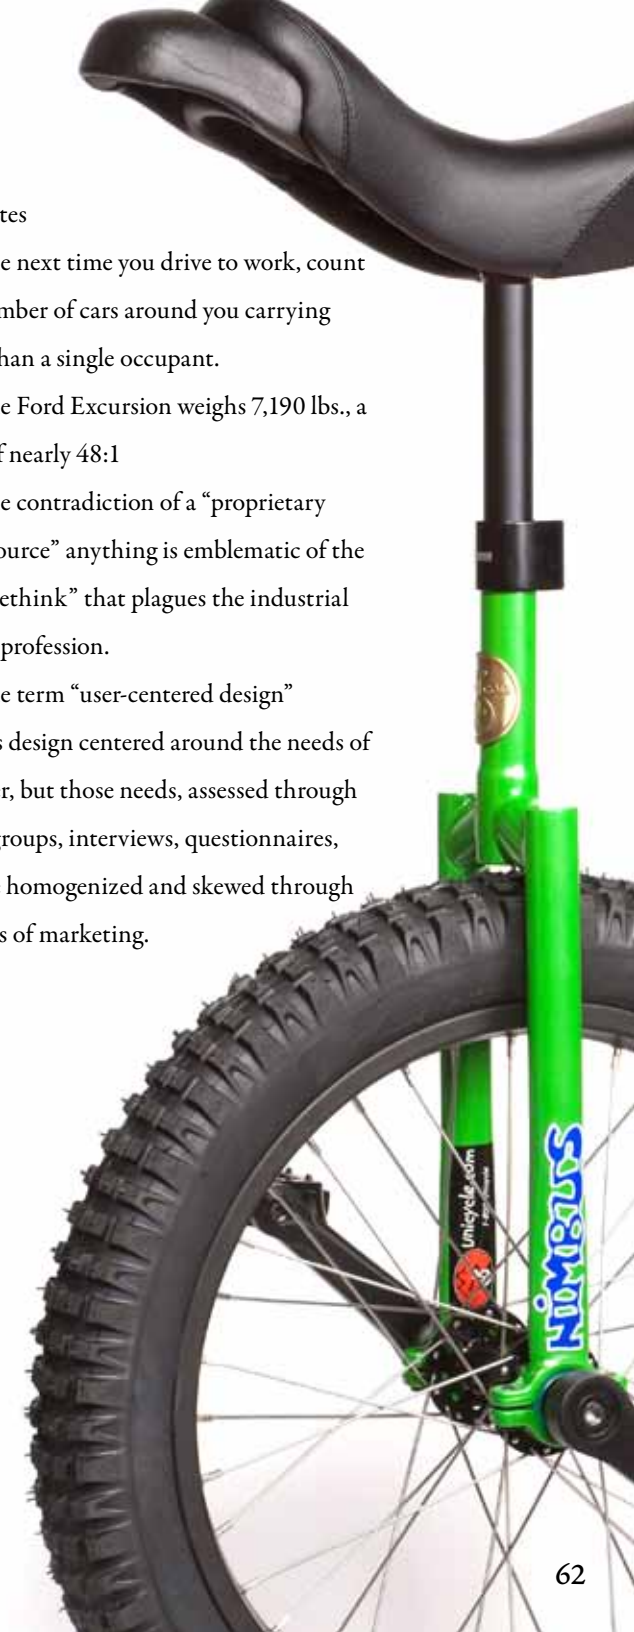 tes
e next time you drive to work, count
mber of cars around you carrying
han a single occupant.
e Ford Excursion weighs 7,190 lbs., a
f nearly 48:1
e contradiction of a “proprietary
ource” anything is emblematic of the
ethink” that plagues the industrial
profession.
e term “user-centered design”
s design centered around the needs of
r, but those needs, assessed through
roups, interviews, questionnaires,
homogenized and skewed through
s of marketing.
unicycle.com
NiMBUS
62